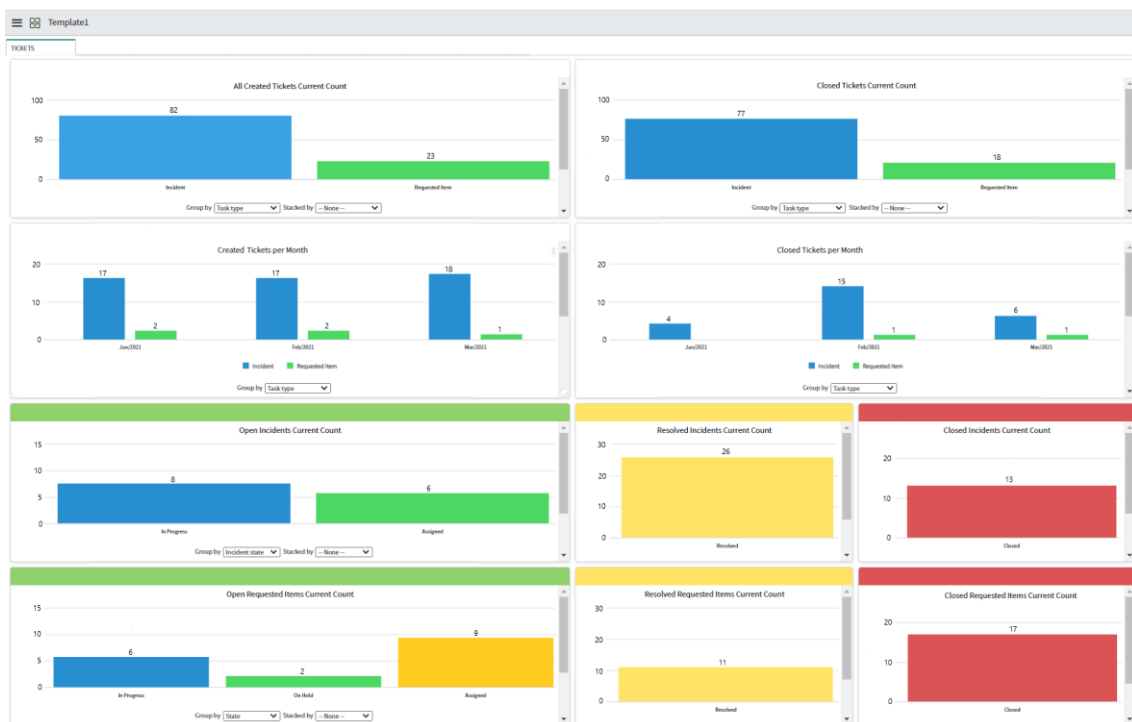 Template1
TICKETS
All Created Tickets Current Count
100
82
50
23
0
Incident Requested Item
Group by Task type Stacked by -- None --
Closed Tickets Current Count
100
77
50
18
0
Incident Requested Item
Group by Task type Stacked by -- None --
Created Tickets per Month
20
17 17 18
10
2 2 1
0
Jan/2021 Feb/2021 Mar/2021
Incident Requested Item
Group by Task type
Closed Tickets per Month
20
15
10
4 6
1 1
0
Jan/2021 Feb/2021 Mar/2021
Incident Requested Item
Group by Task type
Open Incidents Current Count
15
10
8 6
5
0
In Progress Assigned
Group by Incident state Stacked by -- None --
Resolved Incidents Current Count
30
26
20
10
0
Resolved
Closed Incidents Current Count
20
13
10
0
Closed
Open Requested Items Current Count
15
10
9
6
5
2
0
In Progress On Hold Assigned
Group by State Stacked by -- None --
Resolved Requested Items Current Count
30
20
11
10
0
Resolved
Closed Requested Items Current Count
20
17
10
0
Closed